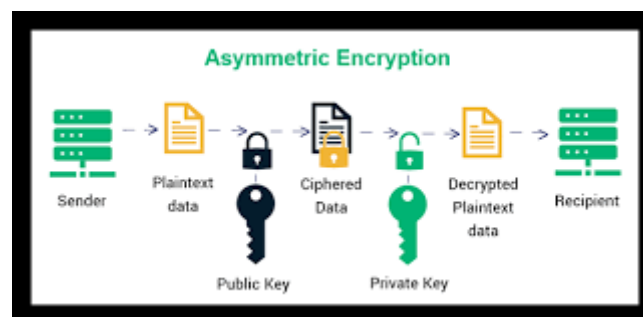 Asymmetric Encryption
Sender
Plaintext
data
Ciphered
Data
Decrypted
Plaintext
data
Recipient
Public Key
Private Key